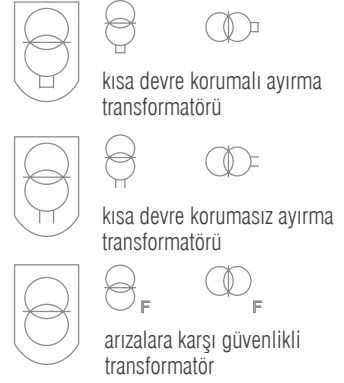 kısa devre korumalı ayırma
transformatörü
kısa devre korumasız ayırma
transformatörü
F F
arızalara karşı güvenlikli
transformatör